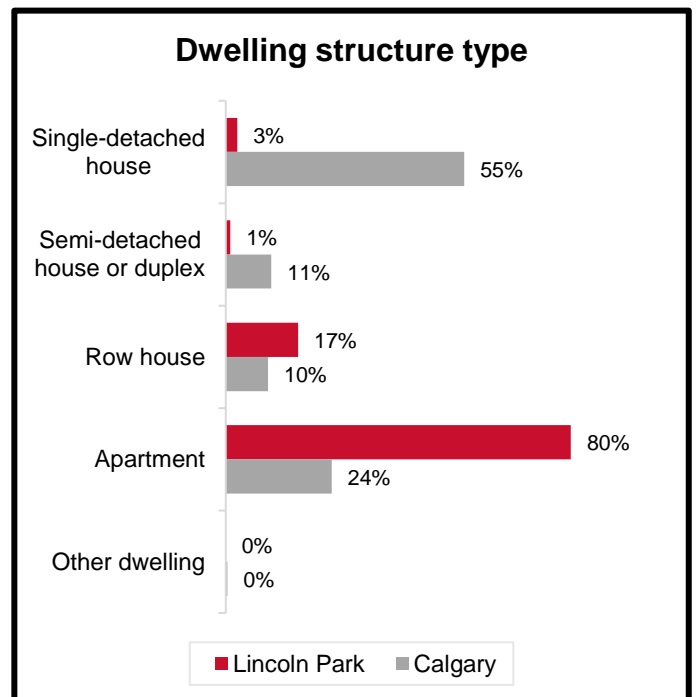 Dwelling structure type
Single-detached
house
3%
55%
Semi-detached
house or duplex
1%
11%
Row house
17%
10%
Apartment
80%
24%
Other dwelling
0%
0%
Lincoln Park Calgary